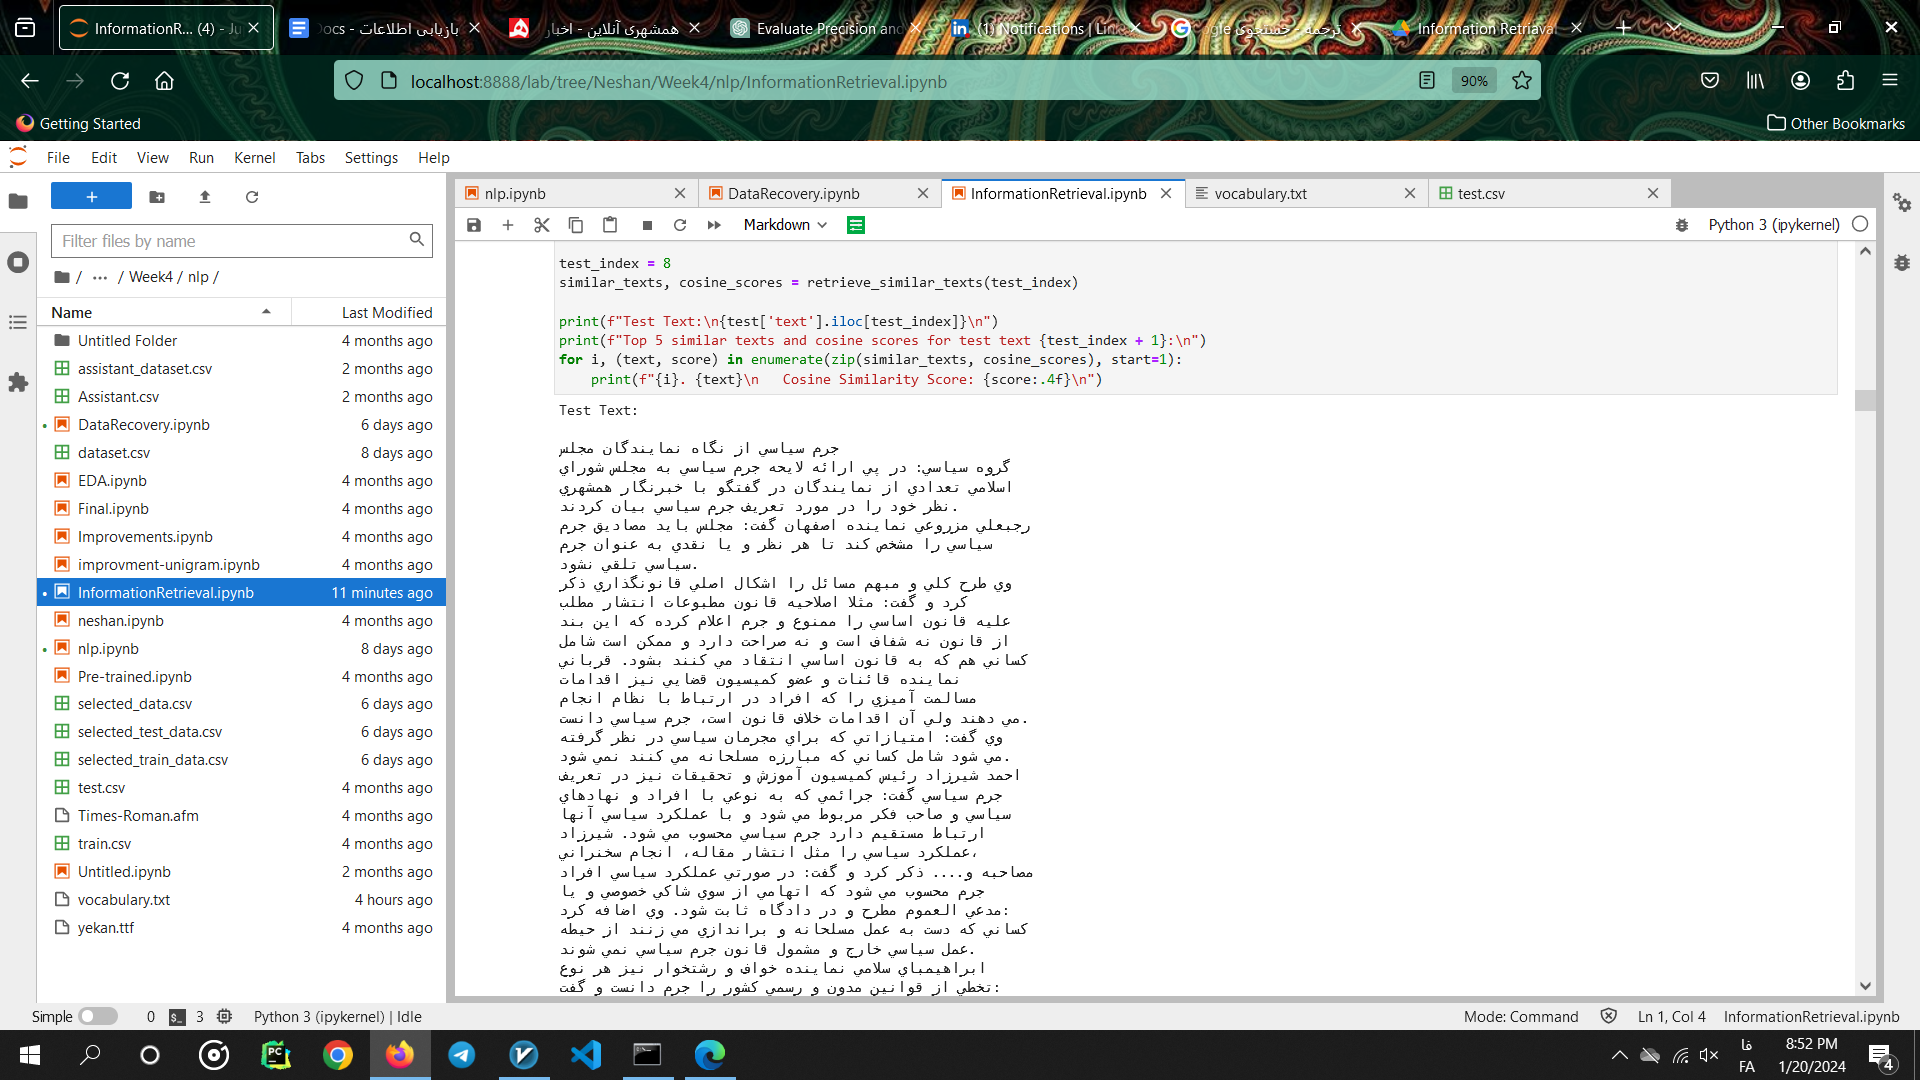 InformationR... (4) - Ju
بازیابی اطلاعات - Docs
همشهری آنلاین - اخبار
Evaluate Precision and
(1) Notifications | Link
ترجمه - جستجوی Google
Information Retriaval
localhost:8888/lab/tree/Neshan/Week4/nlp/InformationRetrieval.ipynb
90%
Getting Started
Other Bookmarks
File Edit View Run Kernel Tabs Settings Help
nlp.ipynb
DataRecovery.ipynb
InformationRetrieval.ipynb
vocabulary.txt
test.csv
Filter files by name
Markdown
Python 3 (ipykernel)
/ ··· / Week4 / nlp /
Name Last Modified
Untitled Folder 4 months ago
assistant_dataset.csv 2 months ago
Assistant.csv 2 months ago
DataRecovery.ipynb 6 days ago
dataset.csv 8 days ago
EDA.ipynb 4 months ago
Final.ipynb 4 months ago
Improvements.ipynb 4 months ago
improvment-unigram.ipynb 4 months ago
InformationRetrieval.ipynb 11 minutes ago
neshan.ipynb 4 months ago
nlp.ipynb 8 days ago
Pre-trained.ipynb 4 months ago
selected_data.csv 6 days ago
selected_test_data.csv 6 days ago
selected_train_data.csv 6 days ago
test.csv 4 months ago
Times-Roman.afm 4 months ago
train.csv 4 months ago
Untitled.ipynb 2 months ago
vocabulary.txt 4 hours ago
yekan.ttf 4 months ago
test_index = 8
similar_texts, cosine_scores = retrieve_similar_texts(test_index)
print(f"Test Text:\n{test['text'].iloc[test_index]}\n")
print(f"Top 5 similar texts and cosine scores for test text {test_index + 1}:\n")
for i, (text, score) in enumerate(zip(similar_texts, cosine_scores), start=1):
    print(f"{i}. {text}\n   Cosine Similarity Score: {score:.4f}\n")
Test Text:
جرم سياسي از نگاه نمايندگان مجلس
گروه سياسي: در پي ارائه لايحه جرم سياسي به مجلس شوراي
اسلامي تعدادي از نمايندگان در گفتگو با خبرنگار همشهري
نظر خود را در مورد تعريف جرم سياسي بيان كردند.
رجبعلي مزروعي نماينده اصفهان گفت: مجلس بايد مصاديق جرم
سياسي را مشخص كند تا هر نظر و يا نقدي به عنوان جرم
سياسي تلقي نشود.
وي طرح كلي و مبهم مسائل را اشكال اصلي قانونگذاري ذكر
كرد و گفت: مثلا اصلاحيه قانون مطبوعات انتشار مطلب
عليه قانون اساسي را ممنوع و جرم اعلام كرده كه اين بند
از قانون نه شفاف است و نه صراحت دارد و ممكن است شامل
كساني هم كه به قانون اساسي انتقاد مي كنند بشود. قرباني
نماينده قائنات و عضو كميسيون قضايي نيز اقدامات
مسالمت آميزي را كه افراد در ارتباط با نظام انجام
مي دهند ولي آن اقدامات خلاف قانون است، جرم سياسي دانست.
وي گفت: امتيازاتي كه براي مجرمان سياسي در نظر گرفته
مي شود شامل كساني كه مبارزه مسلحانه مي كنند نمي شود.
احمد شيرزاد رئيس كميسيون آموزش و تحقيقات نيز در تعريف
جرم سياسي گفت: جرائمي كه به نوعي با افراد و نهادهاي
سياسي و صاحب فكر مربوط مي شود و با عملكرد سياسي آنها
ارتباط مستقيم دارد جرم سياسي محسوب مي شود. شيرزاد
عملكرد سياسي را مثل انتشار مقاله، انجام سخنراني،
مصاحبه و.... ذكر كرد و گفت: در صورتي عملكرد سياسي افراد
جرم محسوب مي شود كه اتهامي از سوي شاكي خصوصي و يا
مدعي العموم مطرح و در دادگاه ثابت شود. وي اضافه كرد:
كساني كه دست به عمل مسلحانه و براندازي مي زنند از حيطه
عمل سياسي خارج و مشمول قانون جرم سياسي نمي شوند.
ابراهيمباي سلامي نماينده خواف و رشتخوار نيز هر نوع
تخطي از قوانين مدون و رسمي كشور را جرم دانست و گفت:
Simple 0 3 Python 3 (ipykernel) | Idle
Mode: Command Ln 1, Col 4 InformationRetrieval.ipynb
فا
FA
8:52 PM
1/20/2024
4